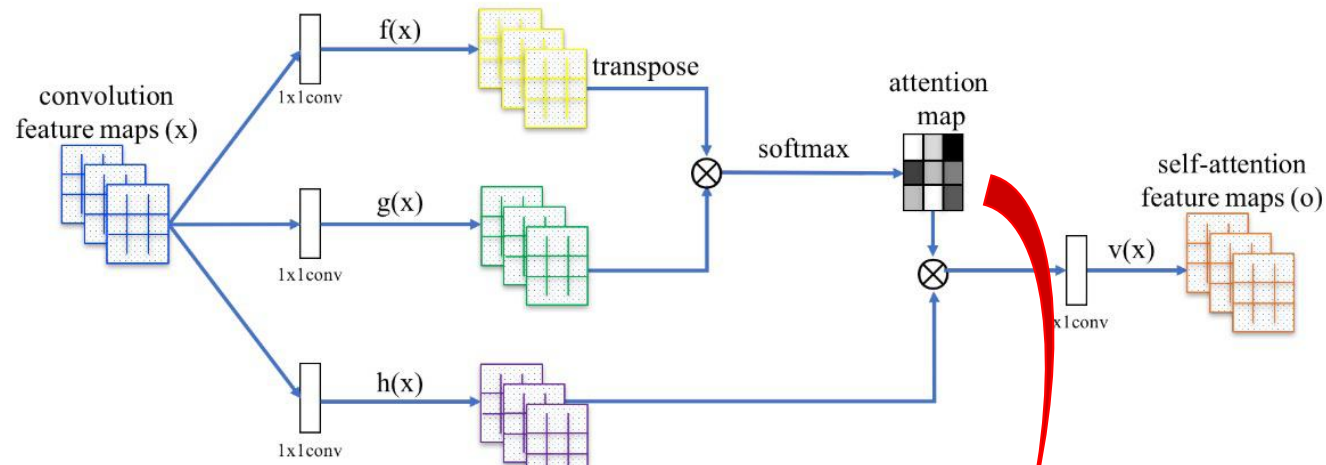 convolution
feature maps (x)
f(x)
1x1conv
transpose
g(x)
1x1conv
h(x)
1x1conv
softmax
attention
map
v(x)
x1conv
self-attention
feature maps (o)